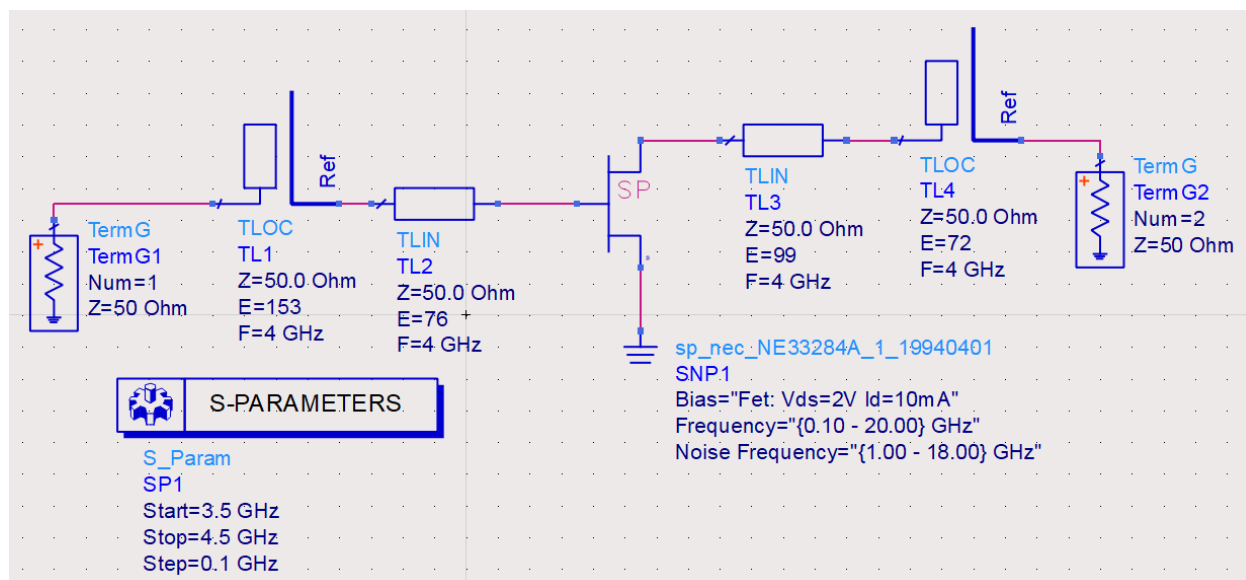 Ref
TermG
TermG1
Num=1
Z=50 Ohm
TLOC
TL1
Z=50.0 Ohm
E=153
F=4 GHz
TLIN
TL2
Z=50.0 Ohm
E=76
F=4 GHz
SP
TLIN
TL3
Z=50.0 Ohm
E=99
F=4 GHz
Ref
TLOC
TL4
Z=50.0 Ohm
E=72
F=4 GHz
TermG
TermG2
Num=2
Z=50 Ohm
sp_nec_NE33284A_1_19940401
SNP1
Bias="Fet: Vds=2V Id=10mA"
Frequency="{0.10 - 20.00} GHz"
Noise Frequency="{1.00 - 18.00} GHz"
S-PARAMETERS
S_Param
SP1
Start=3.5 GHz
Stop=4.5 GHz
Step=0.1 GHz